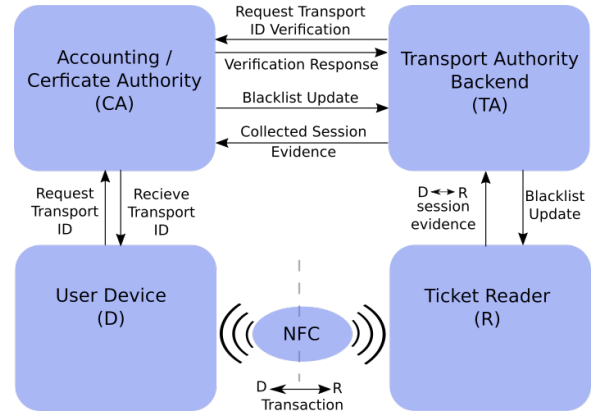 Request Transport
ID Verification
Accounting /
Cerficate Authority
(CA)
Verification Response
Transport Authority
Backend
(TA)
Blacklist Update
Collected Session
Evidence
Request
Transport
ID
Recieve
Transport
ID
D R
session
evidence
Blacklist
Update
User Device
(D)
NFC
Ticket Reader
(R)
D R
Transaction